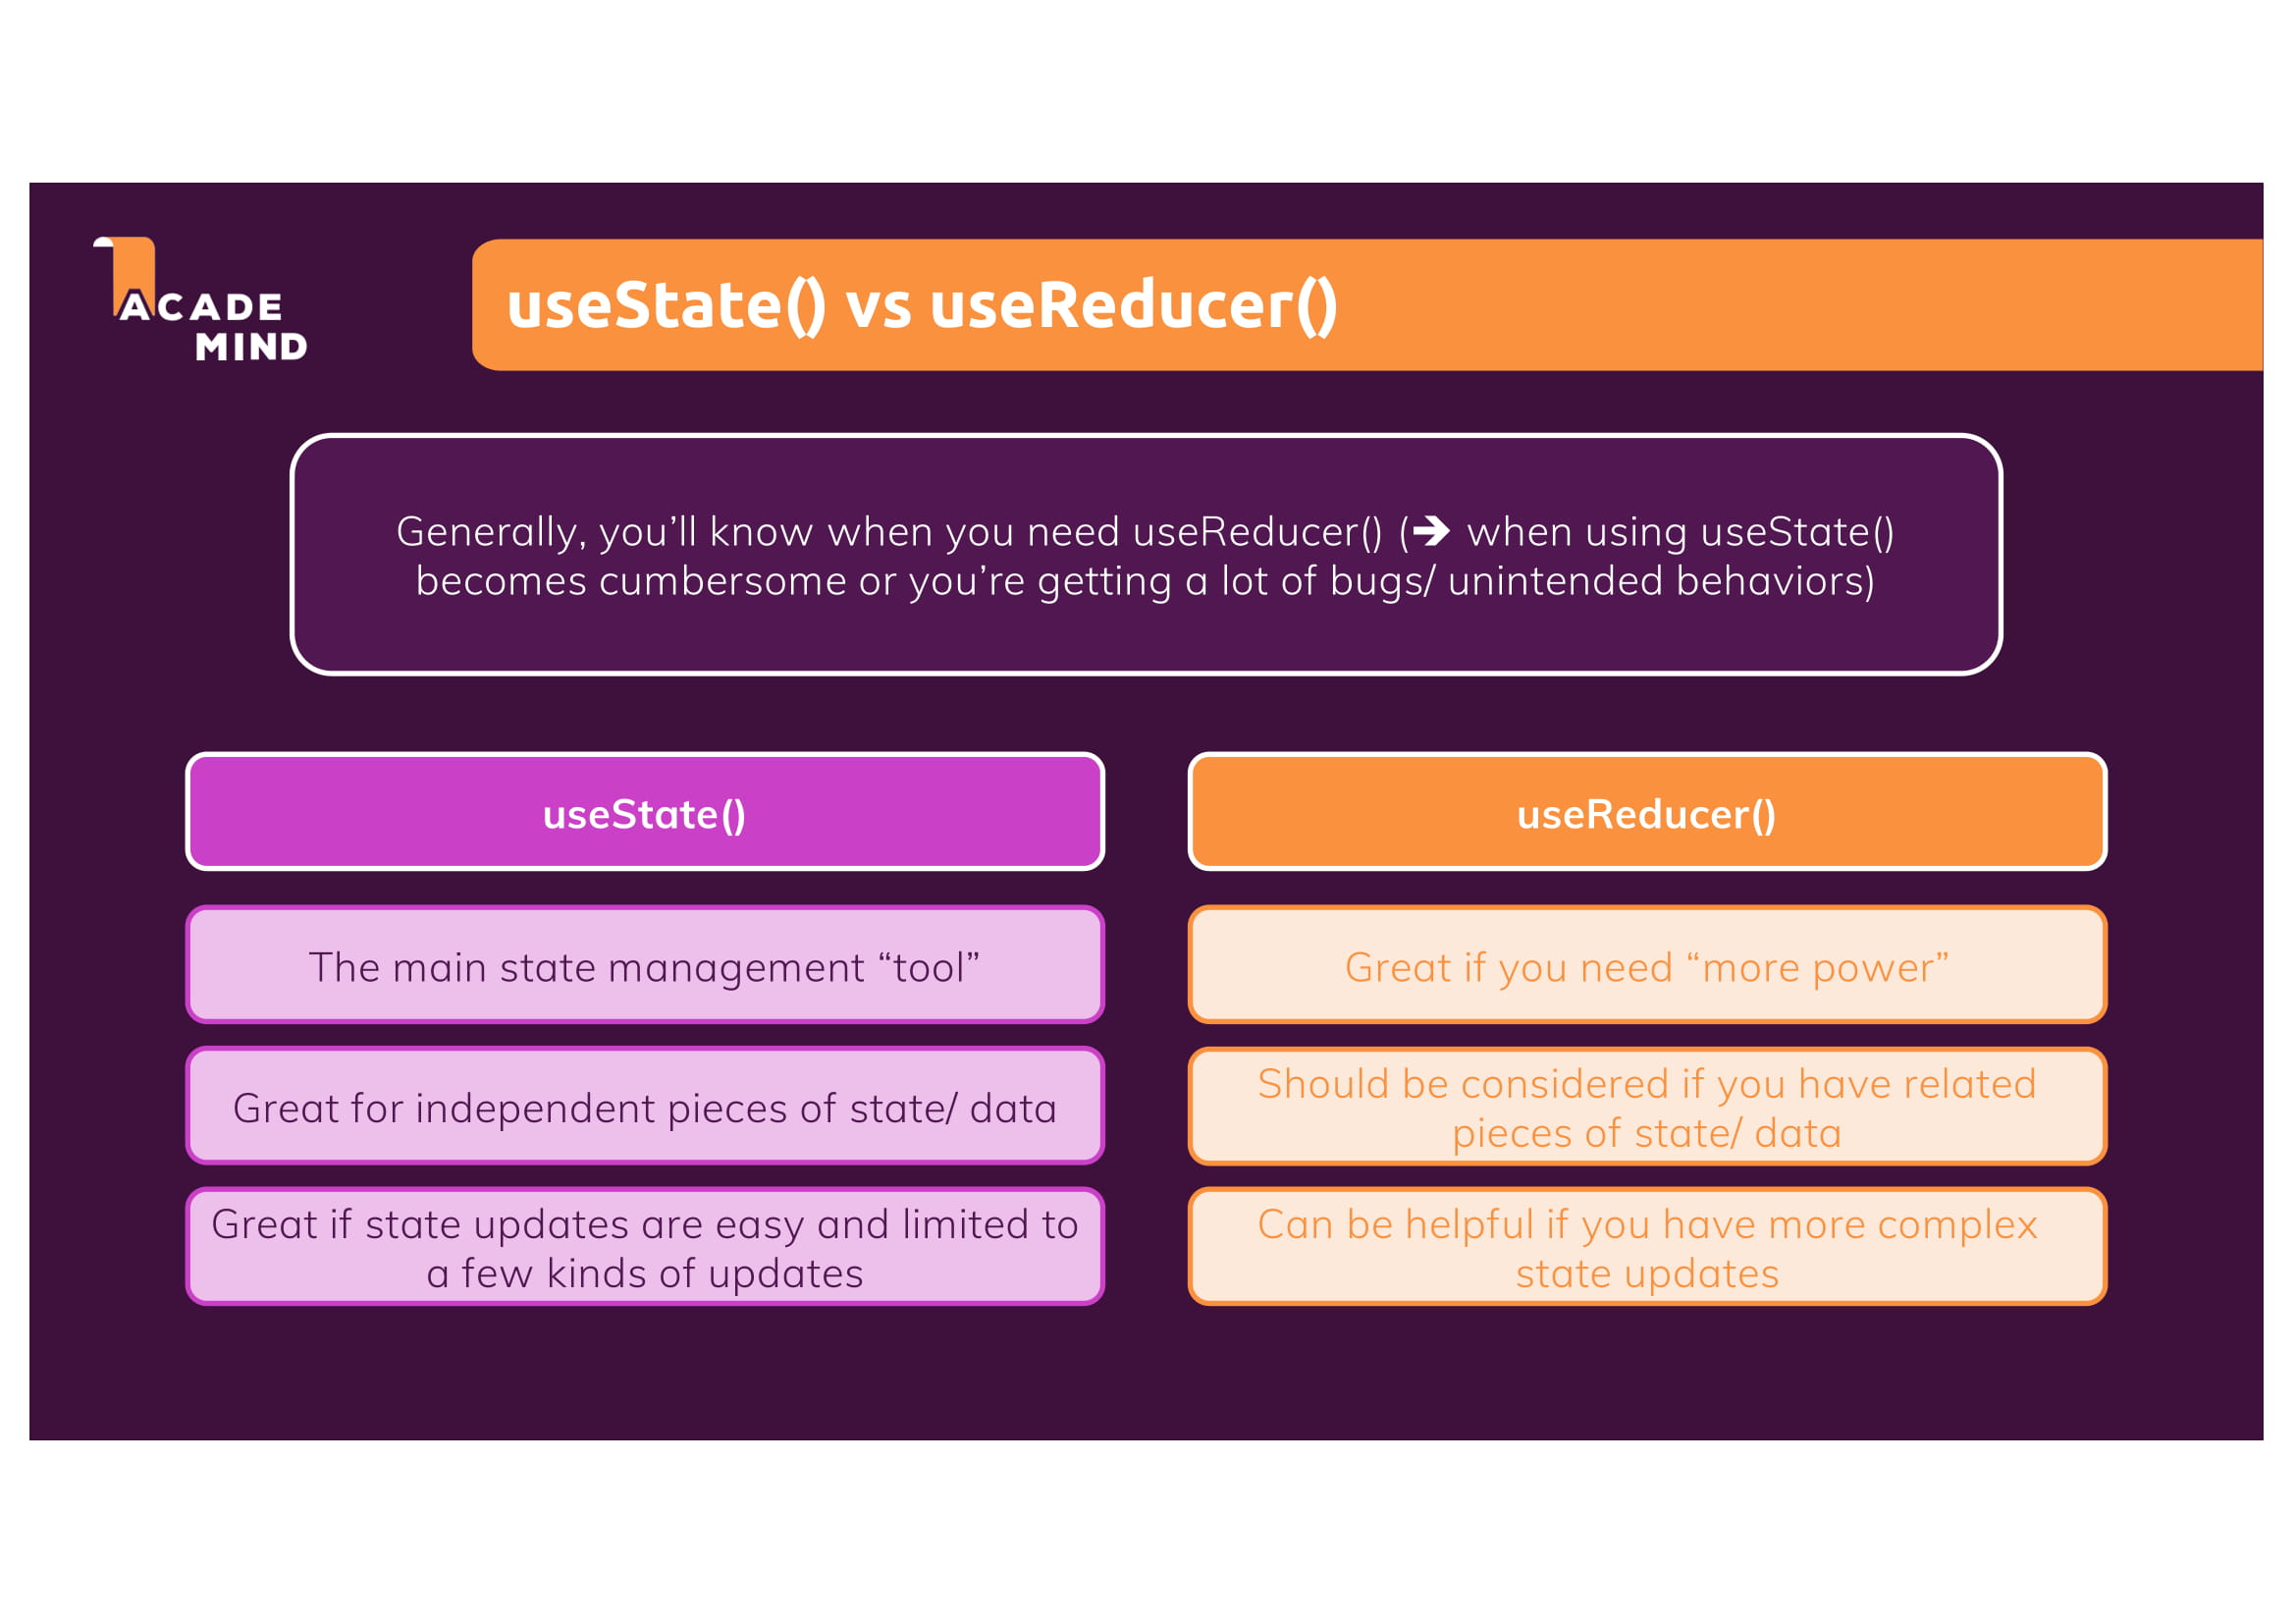 ACADE
MIND
useState() vs useReducer()
Generally, you’ll know when you need useReducer() (🡺 when using useState()
becomes cumbersome or you’re getting a lot of bugs/ unintended behaviors)
useState()
The main state management “tool”
Great for independent pieces of state/ data
Great if state updates are easy and limited to
a few kinds of updates
useReducer()
Great if you need “more power”
Should be considered if you have related
pieces of state/ data
Can be helpful if you have more complex
state updates